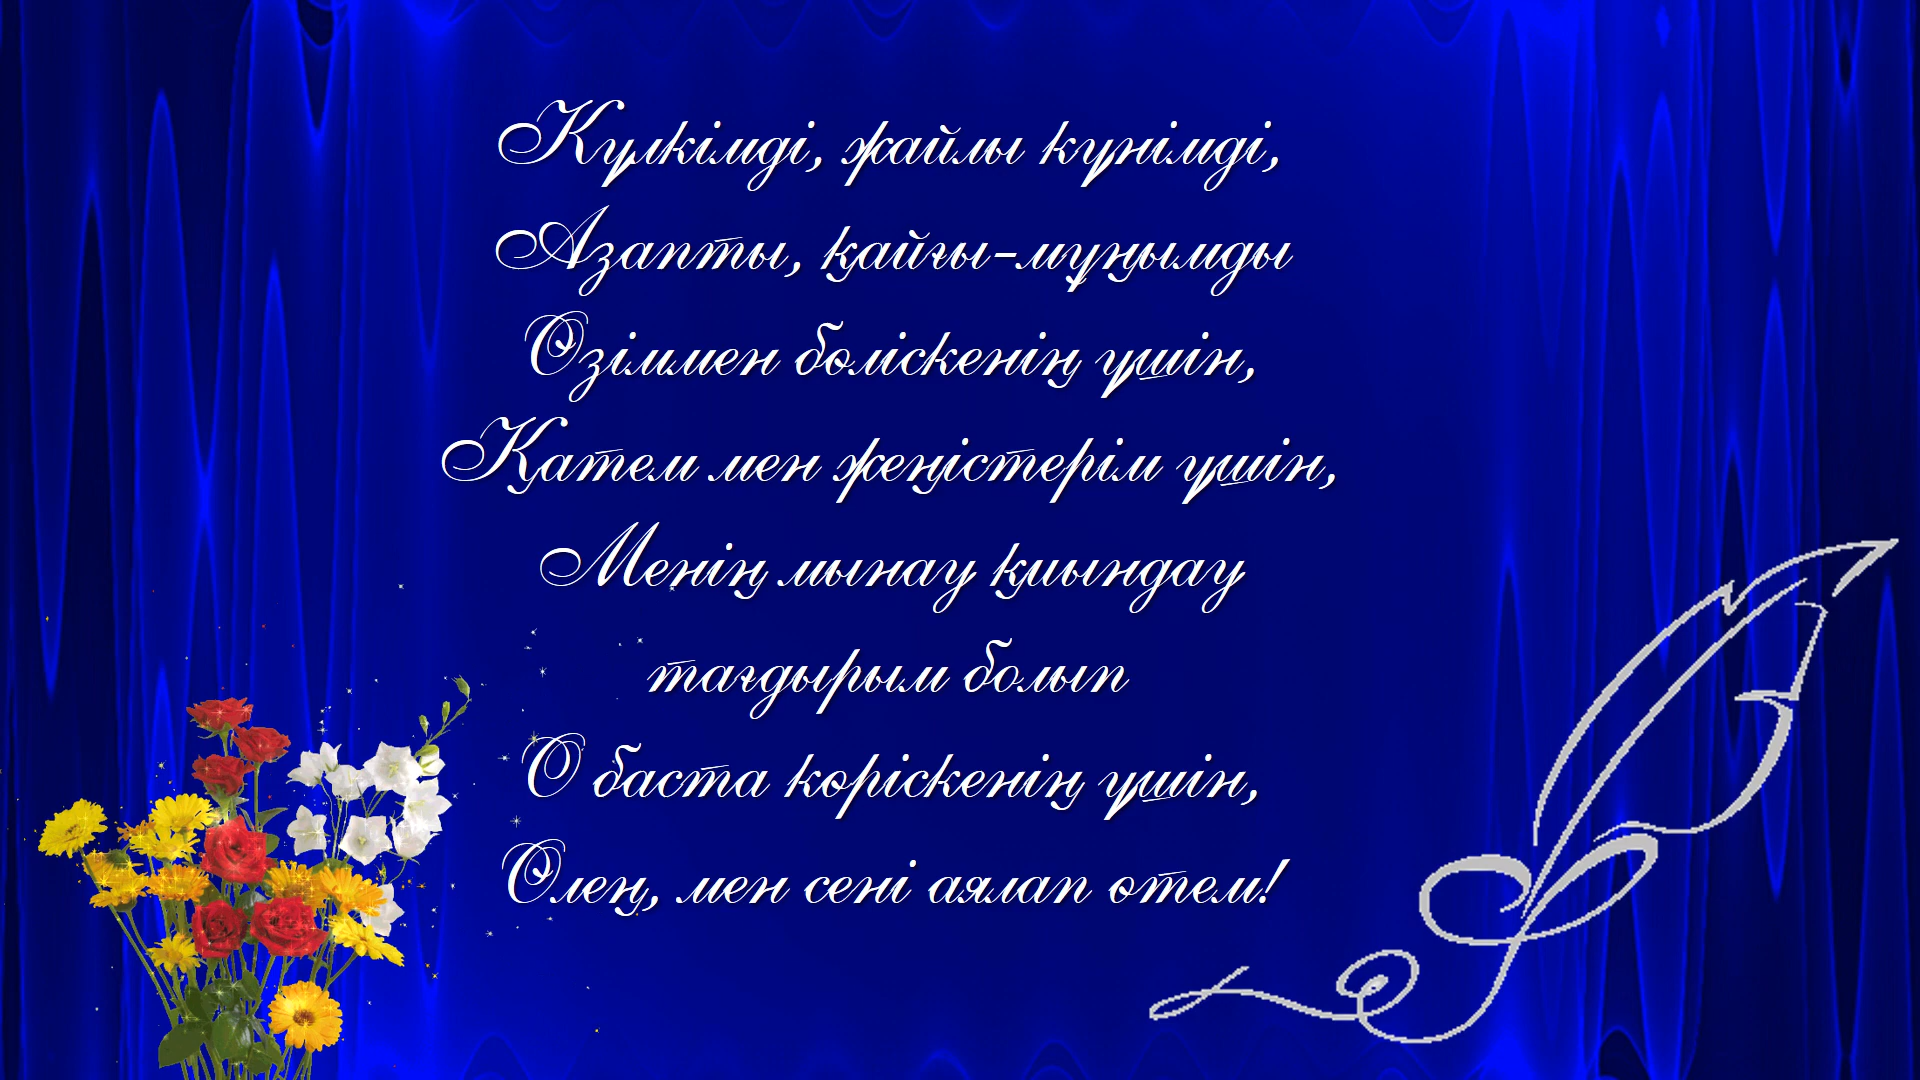 Күлкімді, жайлы күнімді,
Азапты, қайғы-мұңымды
Өзіммен бөліскенің үшін,
Қатем мен жеңістерім үшін,
Менің мынау қиындау
тағдырым болып
О баста көріскенің үшін,
Өлең, мен сені аялап өтем!